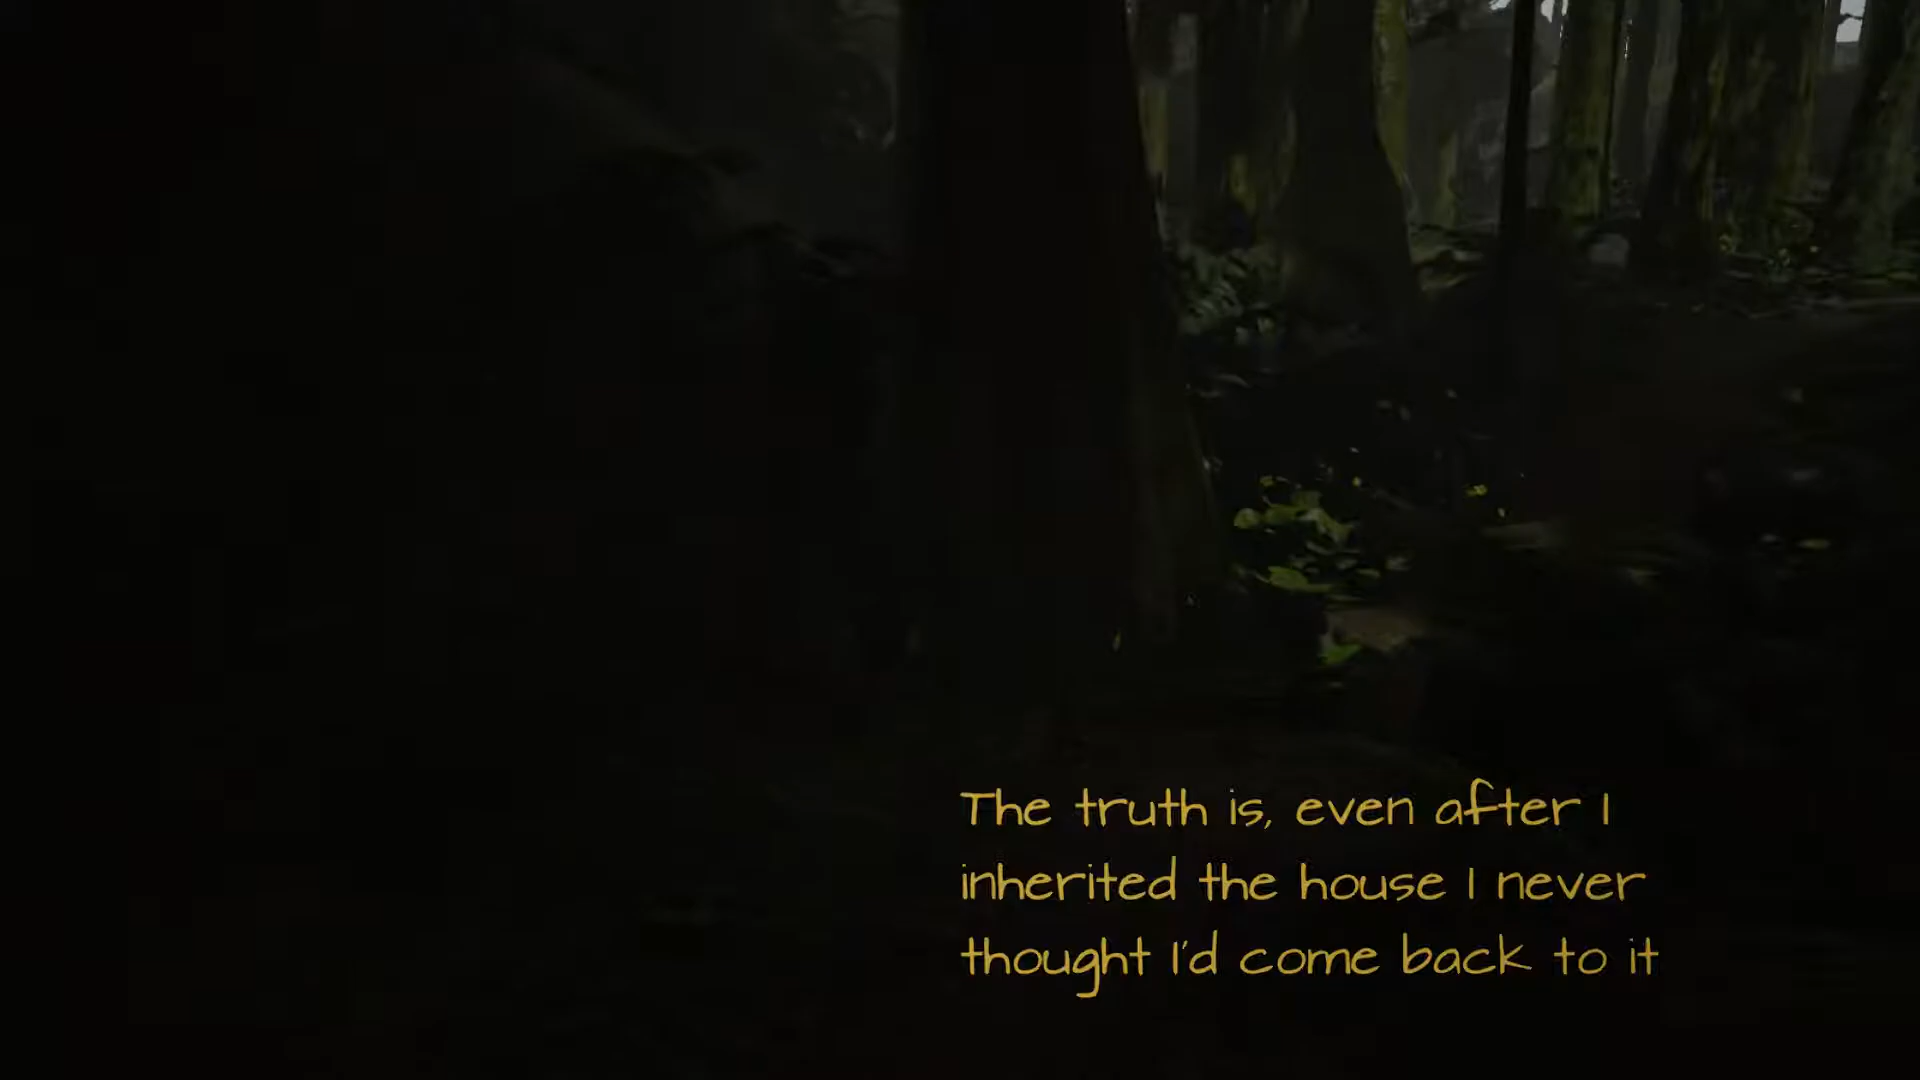 The truth is, even after I
inherited the house I never
thought I'd come back to it